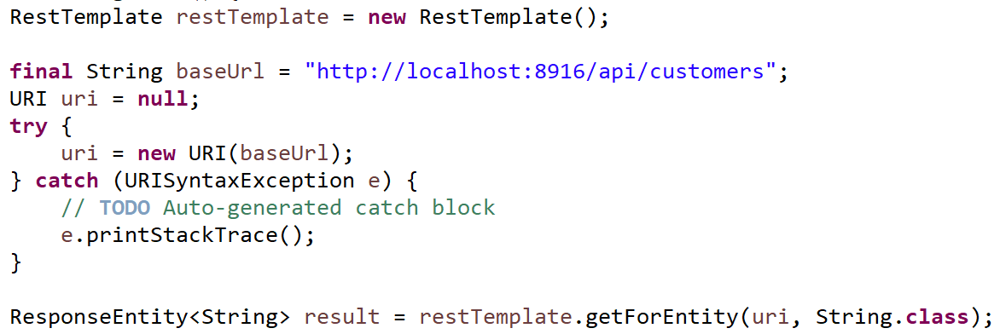 RestTemplate restTemplate = new RestTemplate();
final String baseUrl = "http://localhost:8916/api/customers";
URI uri = null;
try {
    uri = new URI(baseUrl);
} catch (URISyntaxException e) {
    // TODO Auto-generated catch block
    e.printStackTrace();
}
ResponseEntity<String> result = restTemplate.getForEntity(uri, String.class);